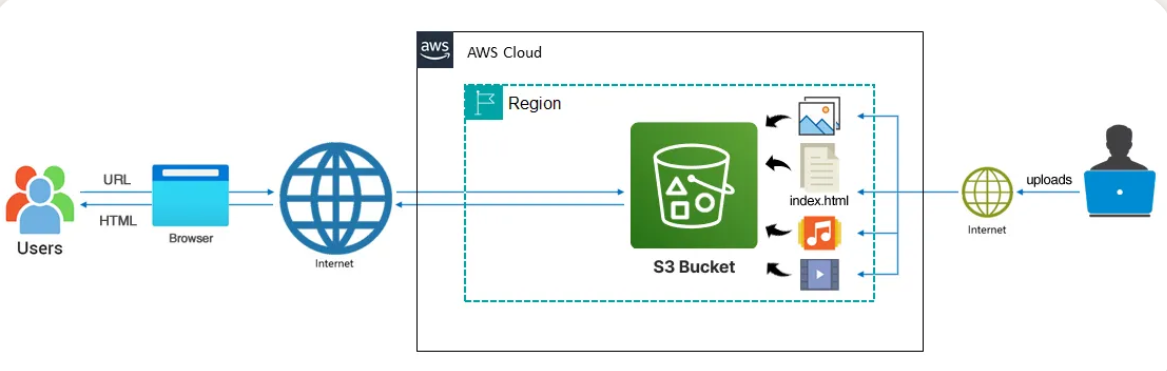 aws
AWS Cloud
Region
URL
HTML
Users
Browser
Internet
S3 Bucket
index.html
uploads
Internet